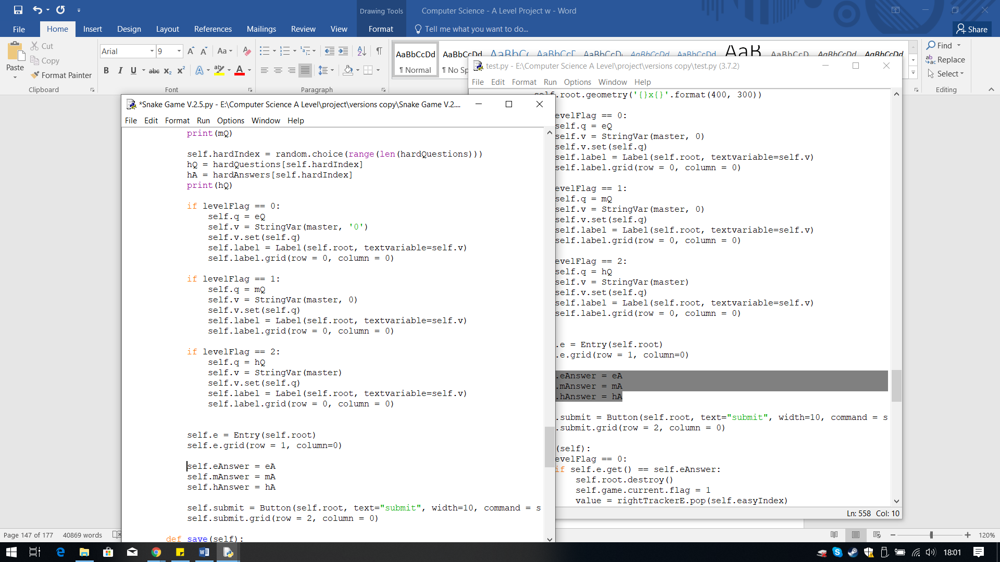 Drawing Tools
Computer Science - A Level Project w - Word
File Home Insert Design Layout References Mailings Review View Format Tell me what you want to do... Share
Paste
Cut
Copy
Format Painter
Clipboard
Arial 9
Font
Paragraph
AaBbCcDd
¶ Normal
AaBbCcDd
¶ No Sp
AaBbCc AaBbCcD AaBbCcDd AaBbCcDd AaBbCcDd AaB AaBbCcD AaBbCcDd AaBbCcDd
Find
Replace
Select
Editing
test.py - E:\Computer Science A Level\project\versions copy\test.py (3.7.2)
File Edit Format Run Options Window Help
self.root.geometry('{}x{}'.format(400, 300))
evelFlag == 0:
self.q = eQ
self.v = StringVar(master, 0)
self.v.set(self.q)
self.label = Label(self.root, textvariable=self.v)
self.label.grid(row = 0, column = 0)
evelFlag == 1:
self.q = mQ
self.v = StringVar(master, 0)
self.v.set(self.q)
self.label = Label(self.root, textvariable=self.v)
self.label.grid(row = 0, column = 0)
evelFlag == 2:
self.q = hQ
self.v = StringVar(master)
self.v.set(self.q)
self.label = Label(self.root, textvariable=self.v)
self.label.grid(row = 0, column = 0)
.e = Entry(self.root)
.e.grid(row = 1, column=0)
.eAnswer = eA
.mAnswer = mA
.hAnswer = hA
.submit = Button(self.root, text="submit", width=10, command = s
.submit.grid(row = 2, column = 0)
(self):
evelFlag == 0:
if self.e.get() == self.eAnswer:
self.root.destroy()
self.game.current.flag = 1
value = rightTrackerE.pop(self.easyIndex)
Ln: 558 Col: 10
*Snake Game V.2.5.py - E:\Computer Science A Level\project\versions copy\Snake Game V.2....
File Edit Format Run Options Window Help
print(mQ)
self.hardIndex = random.choice(range(len(hardQuestions)))
hQ = hardQuestions[self.hardIndex]
hA = hardAnswers[self.hardIndex]
print(hQ)
if levelFlag == 0:
self.q = eQ
self.v = StringVar(master, '0')
self.v.set(self.q)
self.label = Label(self.root, textvariable=self.v)
self.label.grid(row = 0, column = 0)
if levelFlag == 1:
self.q = mQ
self.v = StringVar(master, 0)
self.v.set(self.q)
self.label = Label(self.root, textvariable=self.v)
self.label.grid(row = 0, column = 0)
if levelFlag == 2:
self.q = hQ
self.v = StringVar(master)
self.v.set(self.q)
self.label = Label(self.root, textvariable=self.v)
self.label.grid(row = 0, column = 0)
self.e = Entry(self.root)
self.e.grid(row = 1, column=0)
self.eAnswer = eA
self.mAnswer = mA
self.hAnswer = hA
self.submit = Button(self.root, text="submit", width=10, command = s
self.submit.grid(row = 2, column = 0)
def save(self):
Page 147 of 177 40869 words
120%
18:01